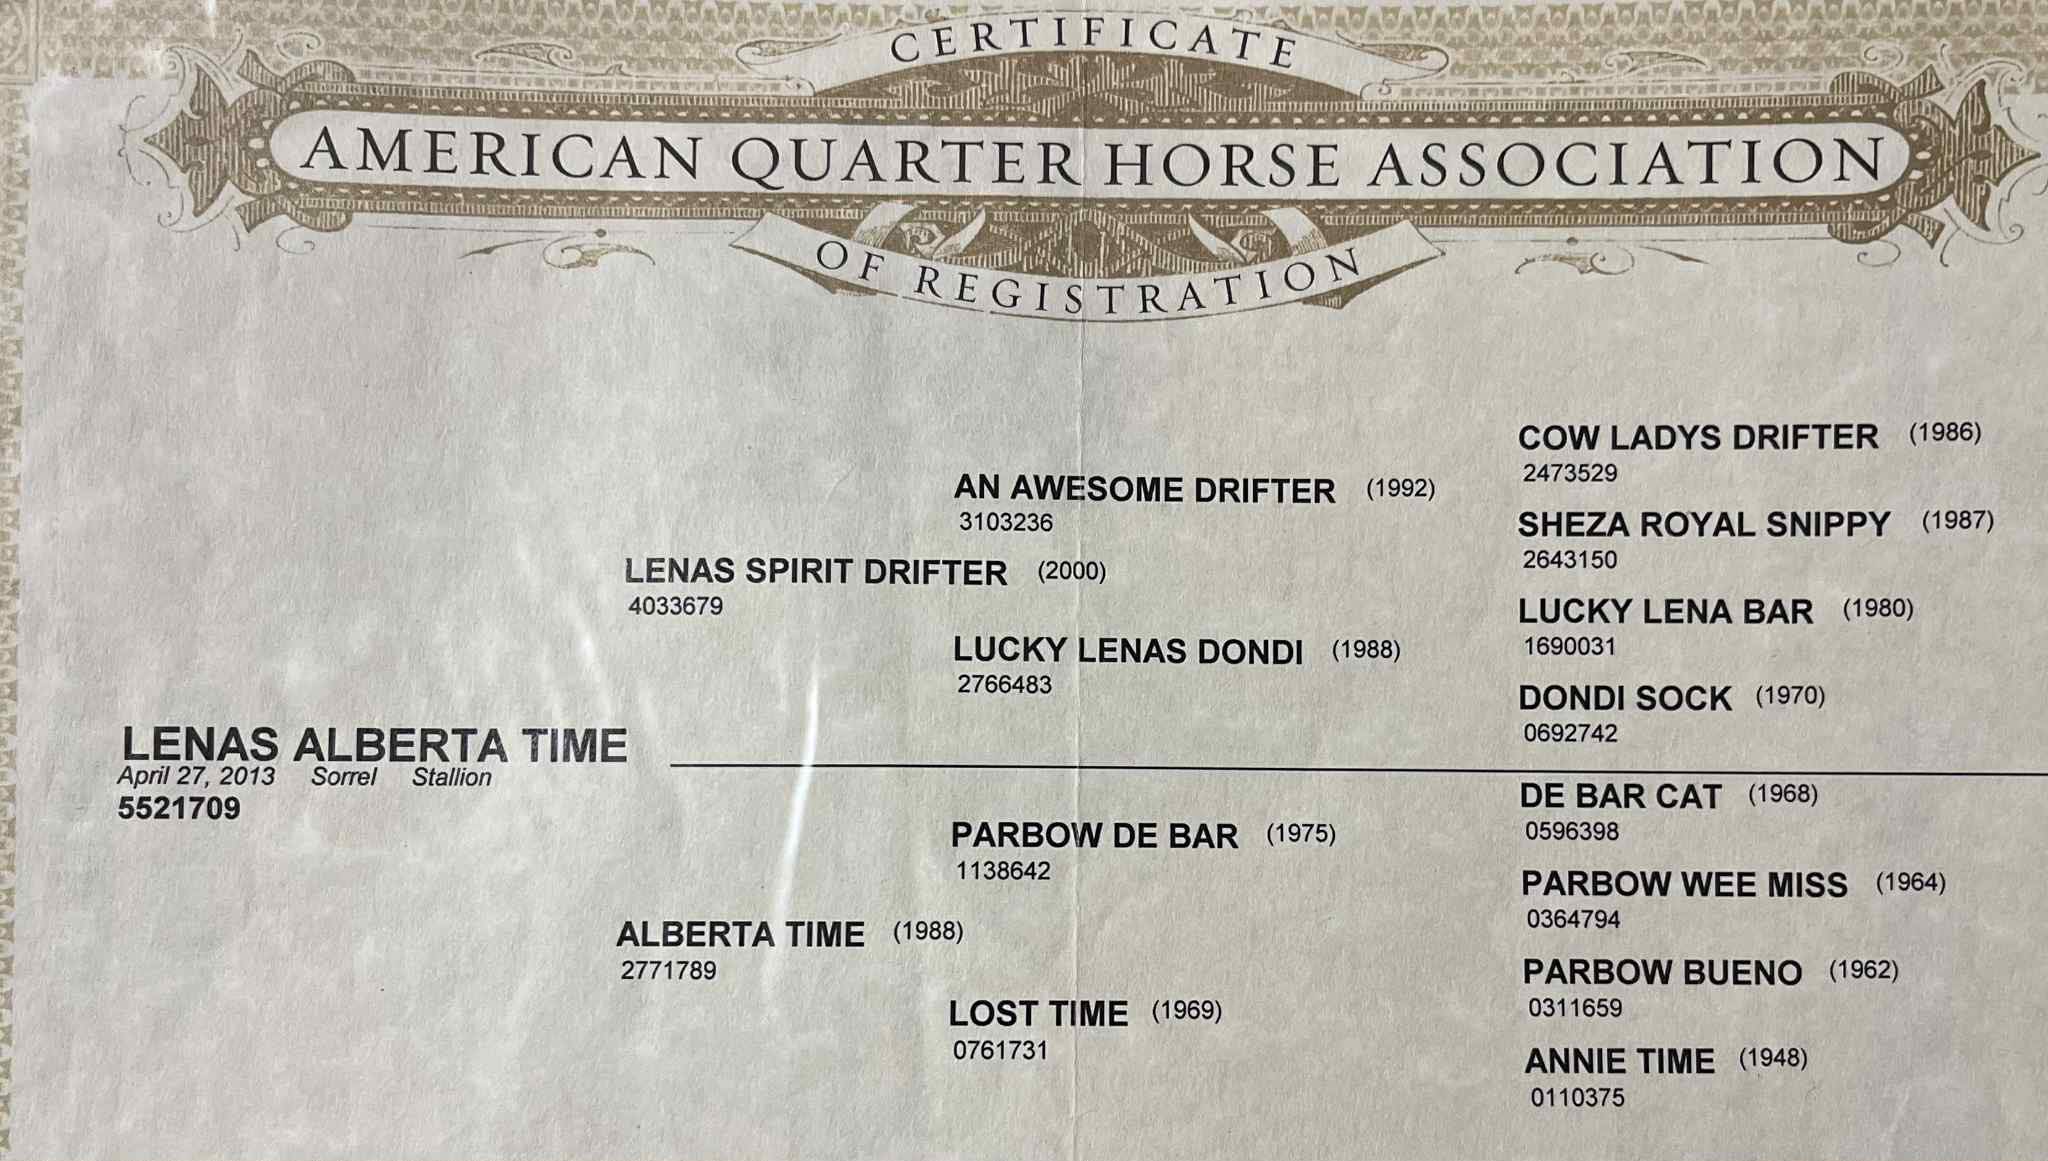 CERTIFICATE
AMERICAN QUARTER HORSE ASSOCIATION
OF REGISTRATION
COW LADYS DRIFTER (1986)
2473529
AN AWESOME DRIFTER (1992)
3103236
SHEZA ROYAL SNIPPY (1987)
2643150
LENAS SPIRIT DRIFTER (2000)
4033679
LUCKY LENA BAR (1980)
1690031
LUCKY LENAS DONDI (1988)
2766483
DONDI SOCK (1970)
0692742
LENAS ALBERTA TIME
April 27, 2013 Sorrel Stallion
5521709
DE BAR CAT (1968)
0596398
PARBOW DE BAR (1975)
1138642
PARBOW WEE MISS (1964)
0364794
ALBERTA TIME (1988)
2771789
PARBOW BUENO (1962)
0311659
LOST TIME (1969)
0761731
ANNIE TIME (1948)
0110375